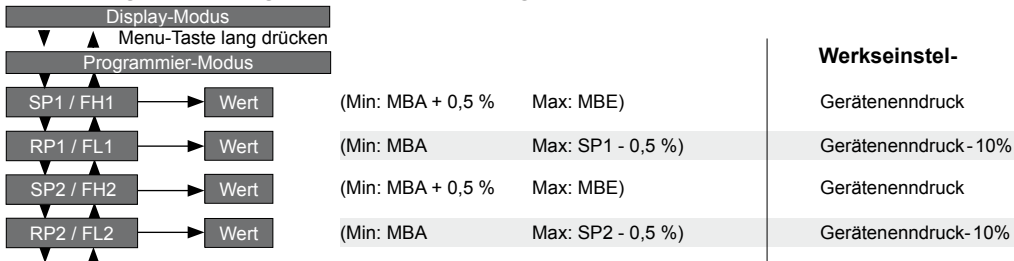 Display-Modus
Menu-Taste lang drücken
Programmier-Modus
Werkseinstel-
SP1 / FH1 Wert (Min: MBA + 0,5 % Max: MBE) Gerätenenndruck
RP1 / FL1 Wert (Min: MBA Max: SP1 - 0,5 %) Gerätenenndruck-10%
SP2 / FH2 Wert (Min: MBA + 0,5 % Max: MBE) Gerätenenndruck
RP2 / FL2 Wert (Min: MBA Max: SP2 - 0,5 %) Gerätenenndruck-10%